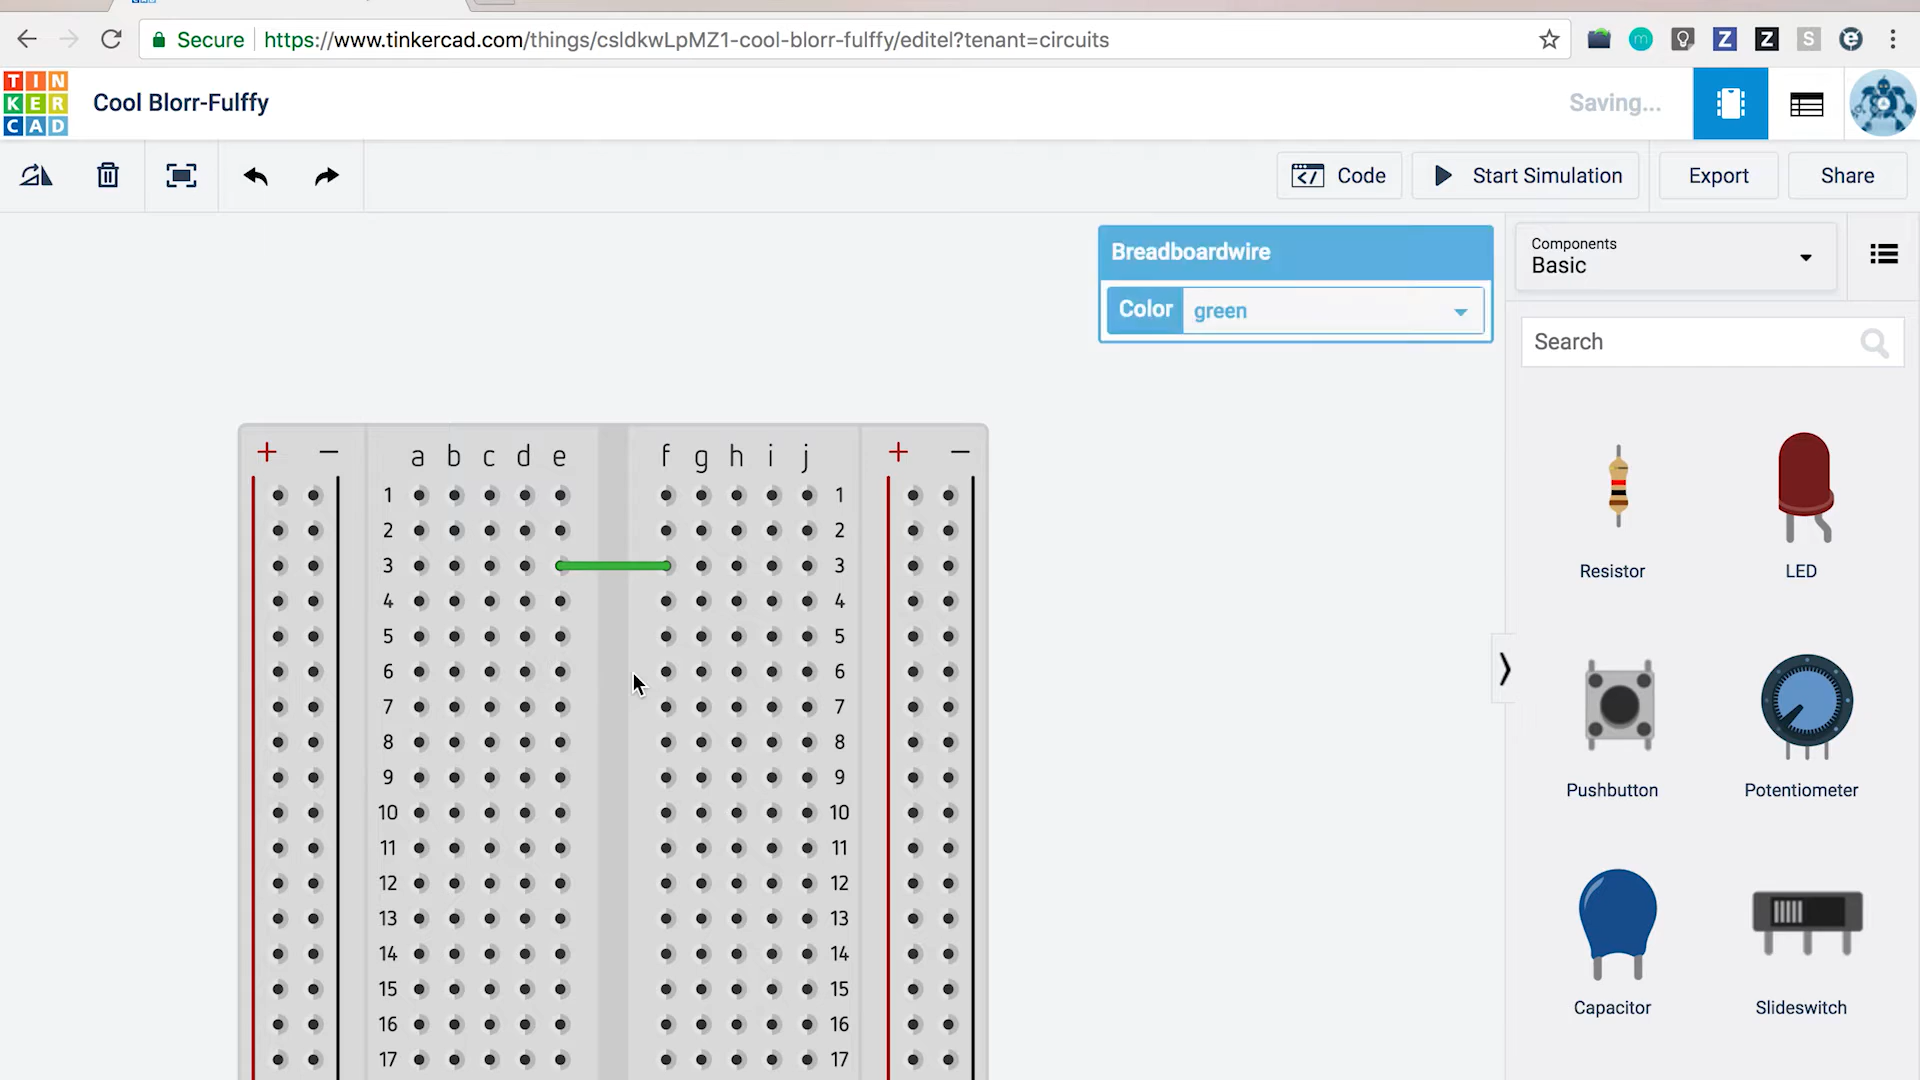 Secure https://www.tinkercad.com/things/csldkwLpMZ1-cool-blorr-fulffy/editel?tenant=circuits
TIN
KER
CAD
Cool Blorr-Fulffy
Saving...
Code
Start Simulation
Export
Share
Breadboardwire
Color green
Components
Basic
Search
Resistor
LED
Pushbutton
Potentiometer
Capacitor
Slideswitch
+ − a b c d e f g h i j + −
1 1
2 2
3 3
4 4
5 5
6 6
7 7
8 8
9 9
10 10
11 11
12 12
13 13
14 14
15 15
16 16
17 17